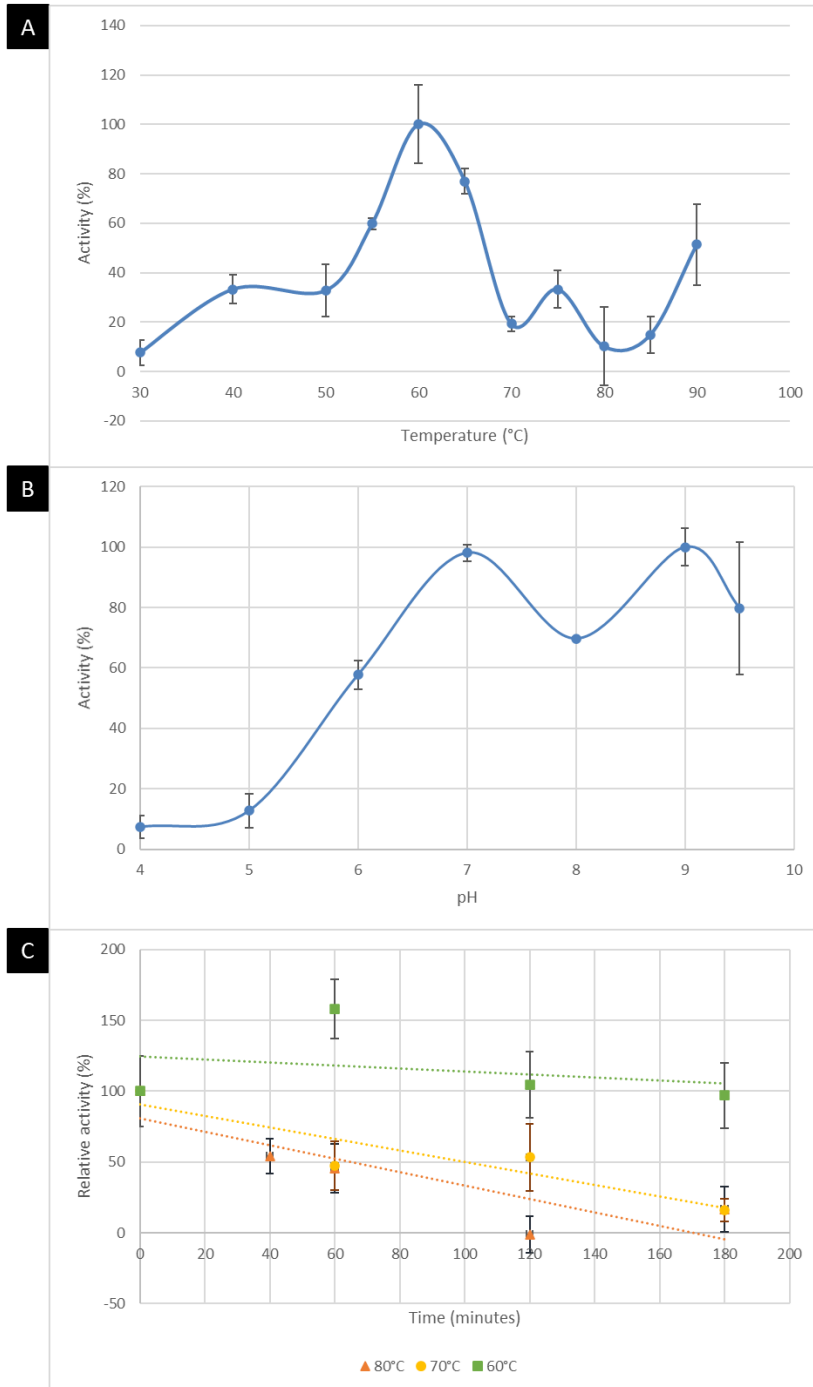 A
140
120
100
80
60
40
20
0
-20
30 40 50 60 70 80 90 100
Activity (%)
Temperature (°C)
B
120
100
80
60
40
20
0
4 5 6 7 8 9 10
Activity (%)
pH
C
200
150
100
50
0
-50
0 20 40 60 80 100 120 140 160 180 200
Relative activity (%)
Time (minutes)
80°C 70°C 60°C